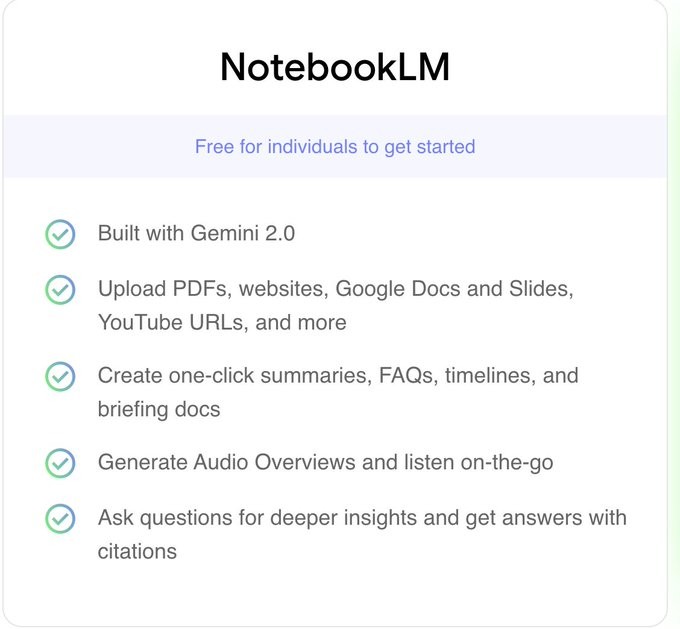 NotebookLM
Free for individuals to get started
Built with Gemini 2.0
Upload PDFs, websites, Google Docs and Slides,
YouTube URLs, and more
Create one-click summaries, FAQs, timelines, and
briefing docs
Generate Audio Overviews and listen on-the-go
Ask questions for deeper insights and get answers with
citations